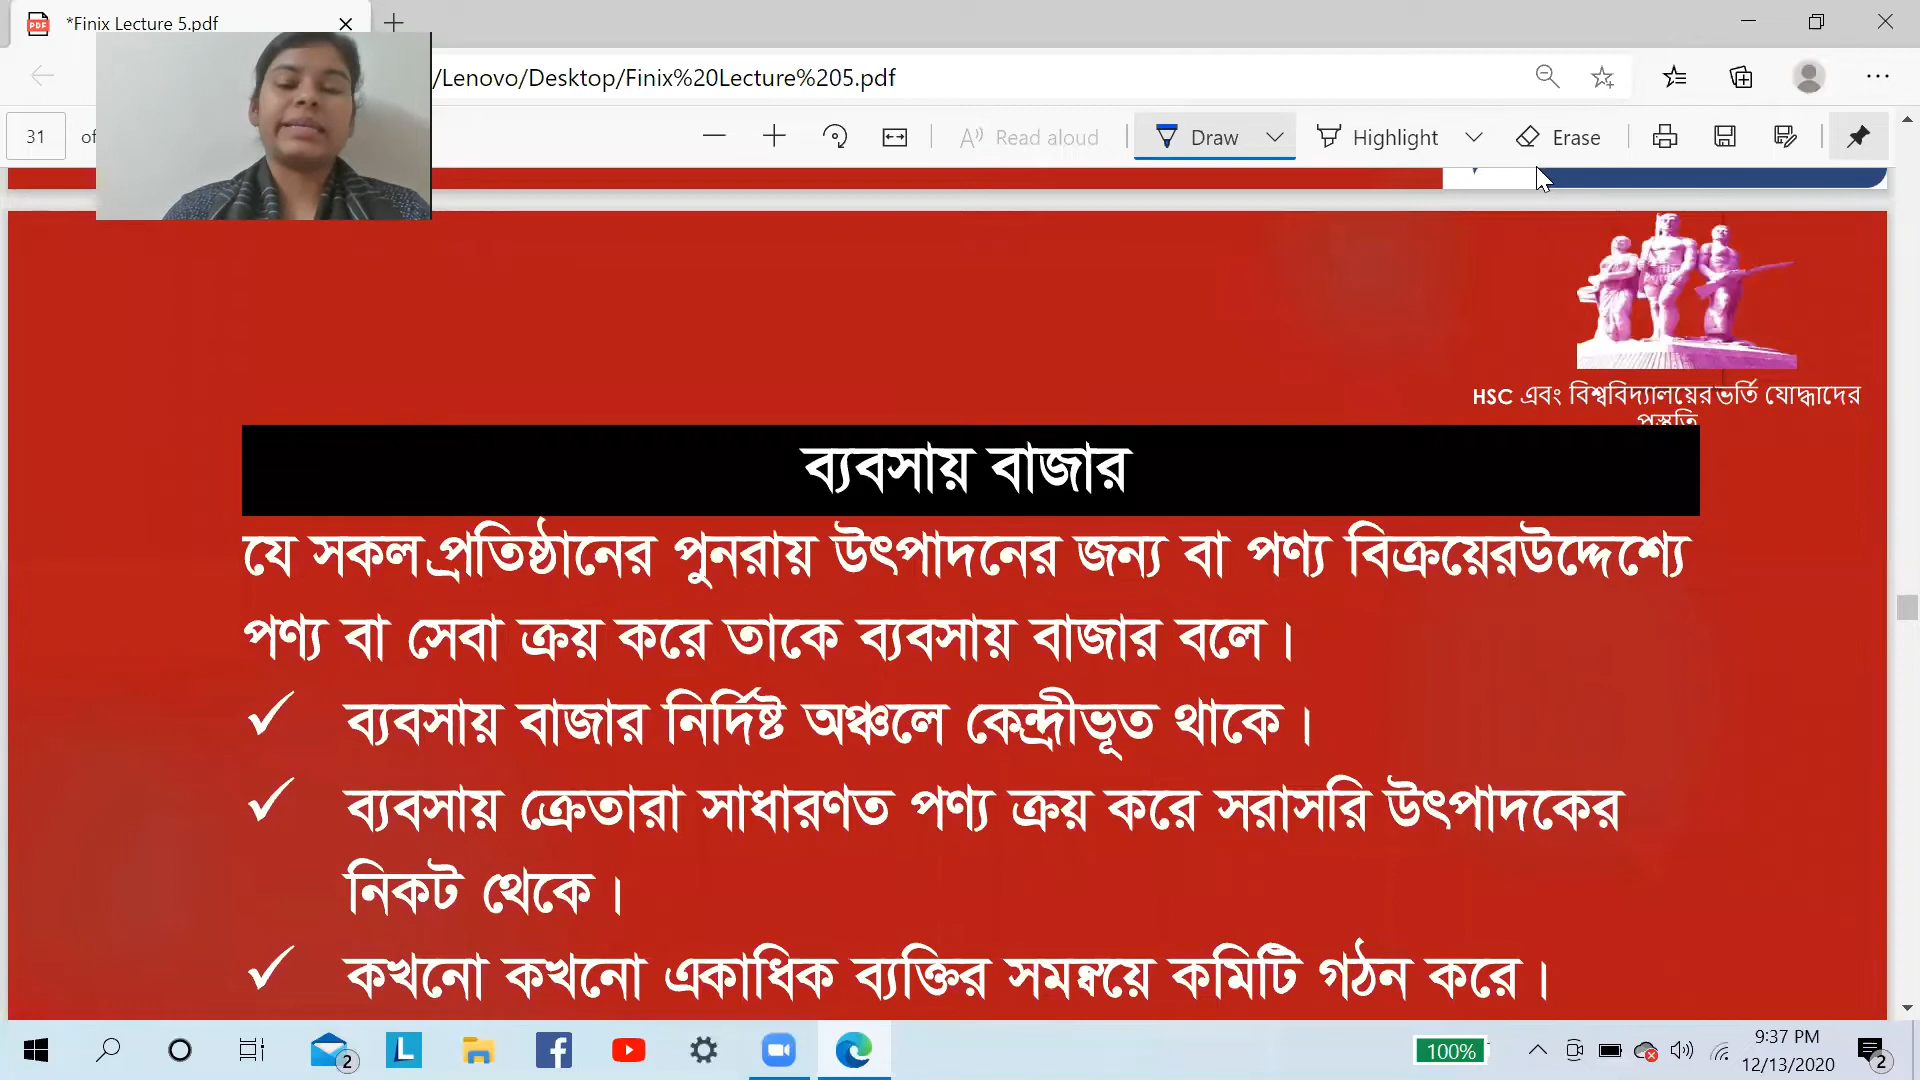 *Finix Lecture 5.pdf
/Lenovo/Desktop/Finix%20Lecture%205.pdf
31 of
Read aloud
Draw
Highlight
Erase
HSC এবং বিশ্ববিদ্যালয়ের ভর্তি যোদ্ধাদের
প্রস্তুতি
ব্যবসায় বাজার
যে সকল প্রতিষ্ঠানের পুনরায় উৎপাদনের জন্য বা পণ্য বিক্রয়েরউদ্দেশ্যে
পণ্য বা সেবা ক্রয় করে তাকে ব্যবসায় বাজার বলে।
✓ ব্যবসায় বাজার নির্দিষ্ট অঞ্চলে কেন্দ্রীভূত থাকে।
✓ ব্যবসায় ক্রেতারা সাধারণত পণ্য ক্রয় করে সরাসরি উৎপাদকের
নিকট থেকে।
✓ কখনো কখনো একাধিক ব্যক্তির সমন্বয়ে কমিটি গঠন করে।
2
L
100%
9:37 PM
12/13/2020
2